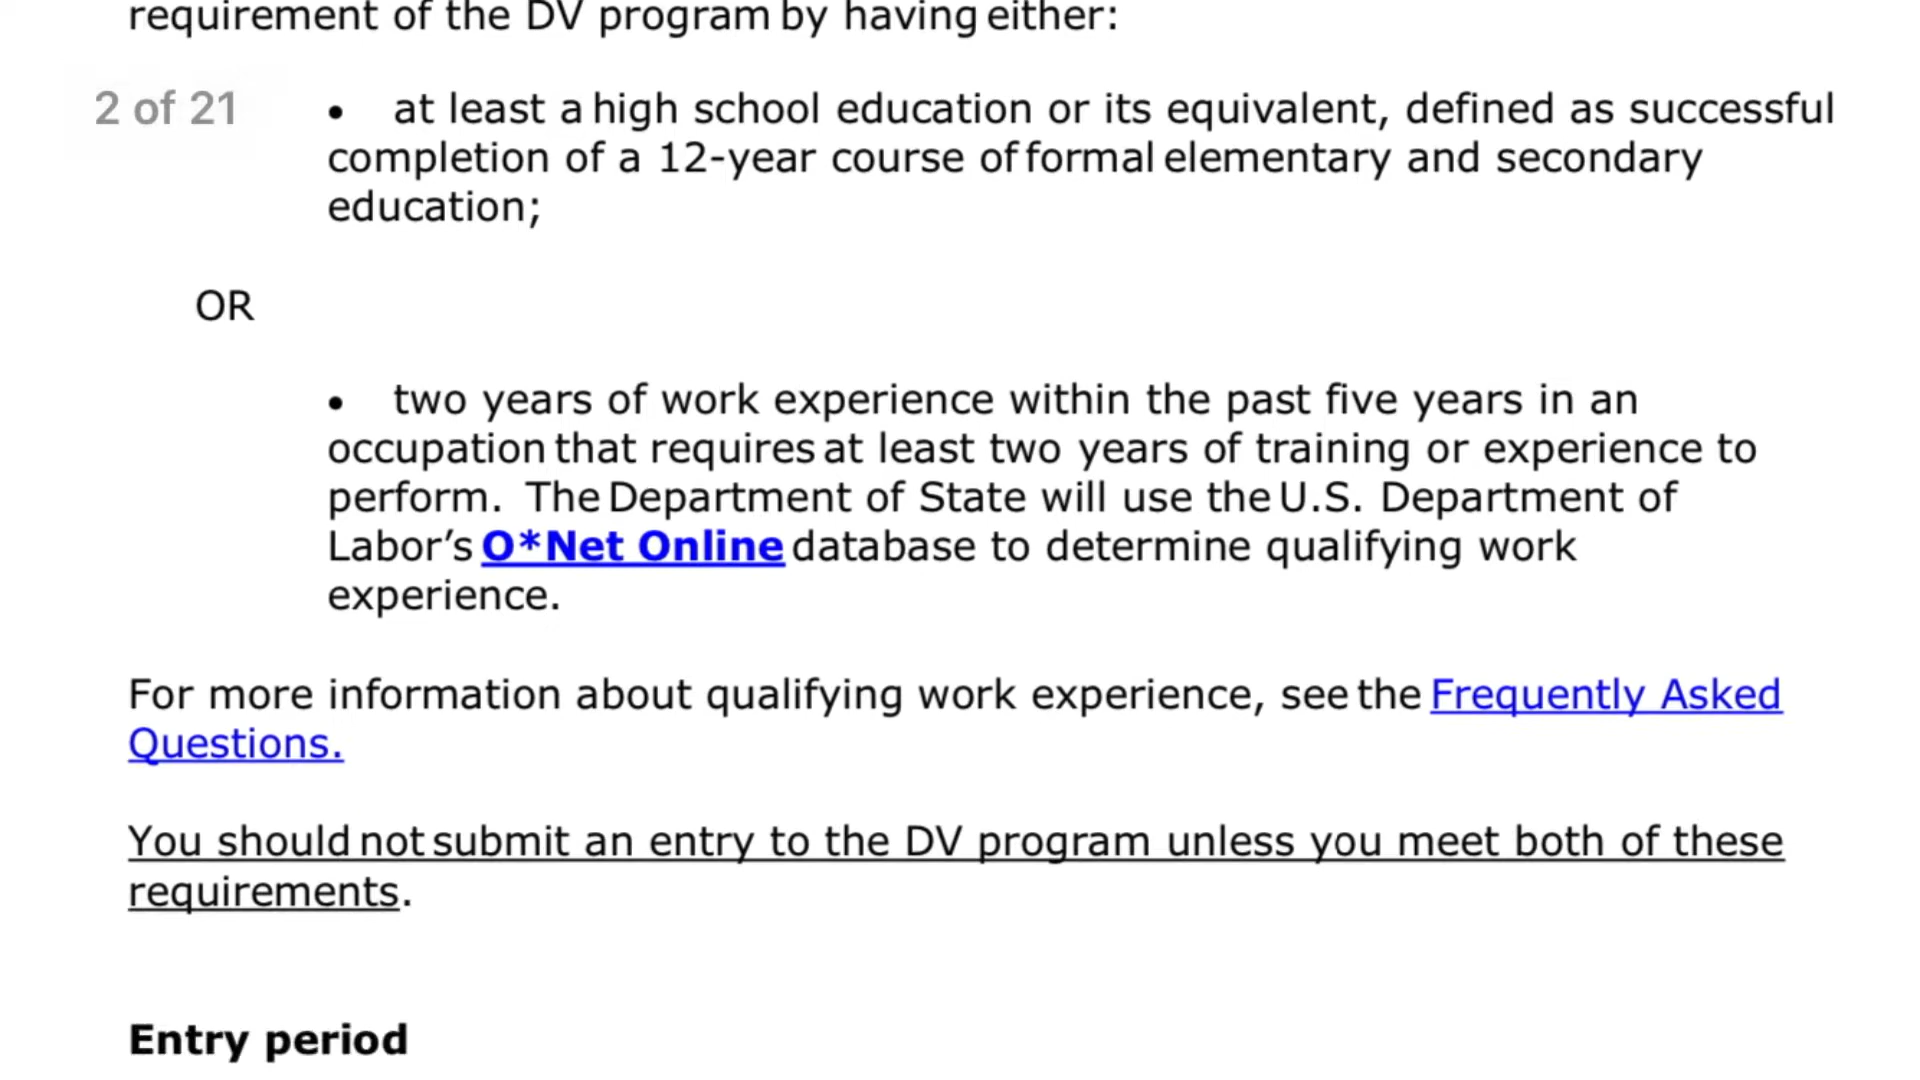 requirement of the DV program by having either:
2 of 21
• at least a high school education or its equivalent, defined as successful
completion of a 12-year course of formal elementary and secondary
education;
OR
• two years of work experience within the past five years in an
occupation that requires at least two years of training or experience to
perform. The Department of State will use the U.S. Department of
Labor’s O*Net Online database to determine qualifying work
experience.
For more information about qualifying work experience, see the Frequently Asked
Questions.
You should not submit an entry to the DV program unless you meet both of these
requirements.
Entry period